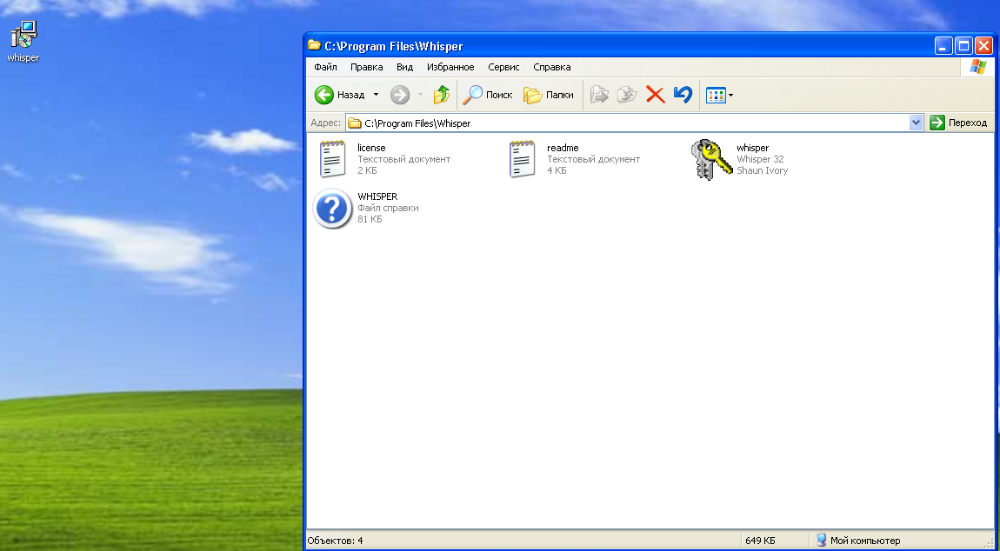 whisper
C:\Program Files\Whisper
Файл Правка Вид Избранное Сервис Справка
Назад Поиск Папки
Адрес: C:\Program Files\Whisper Переход
license
Текстовый документ
2 КБ
readme
Текстовый документ
4 КБ
whisper
Whisper 32
Shaun Ivory
WHISPER
Файл справки
81 КБ
Объектов: 4 649 КБ Мой компьютер